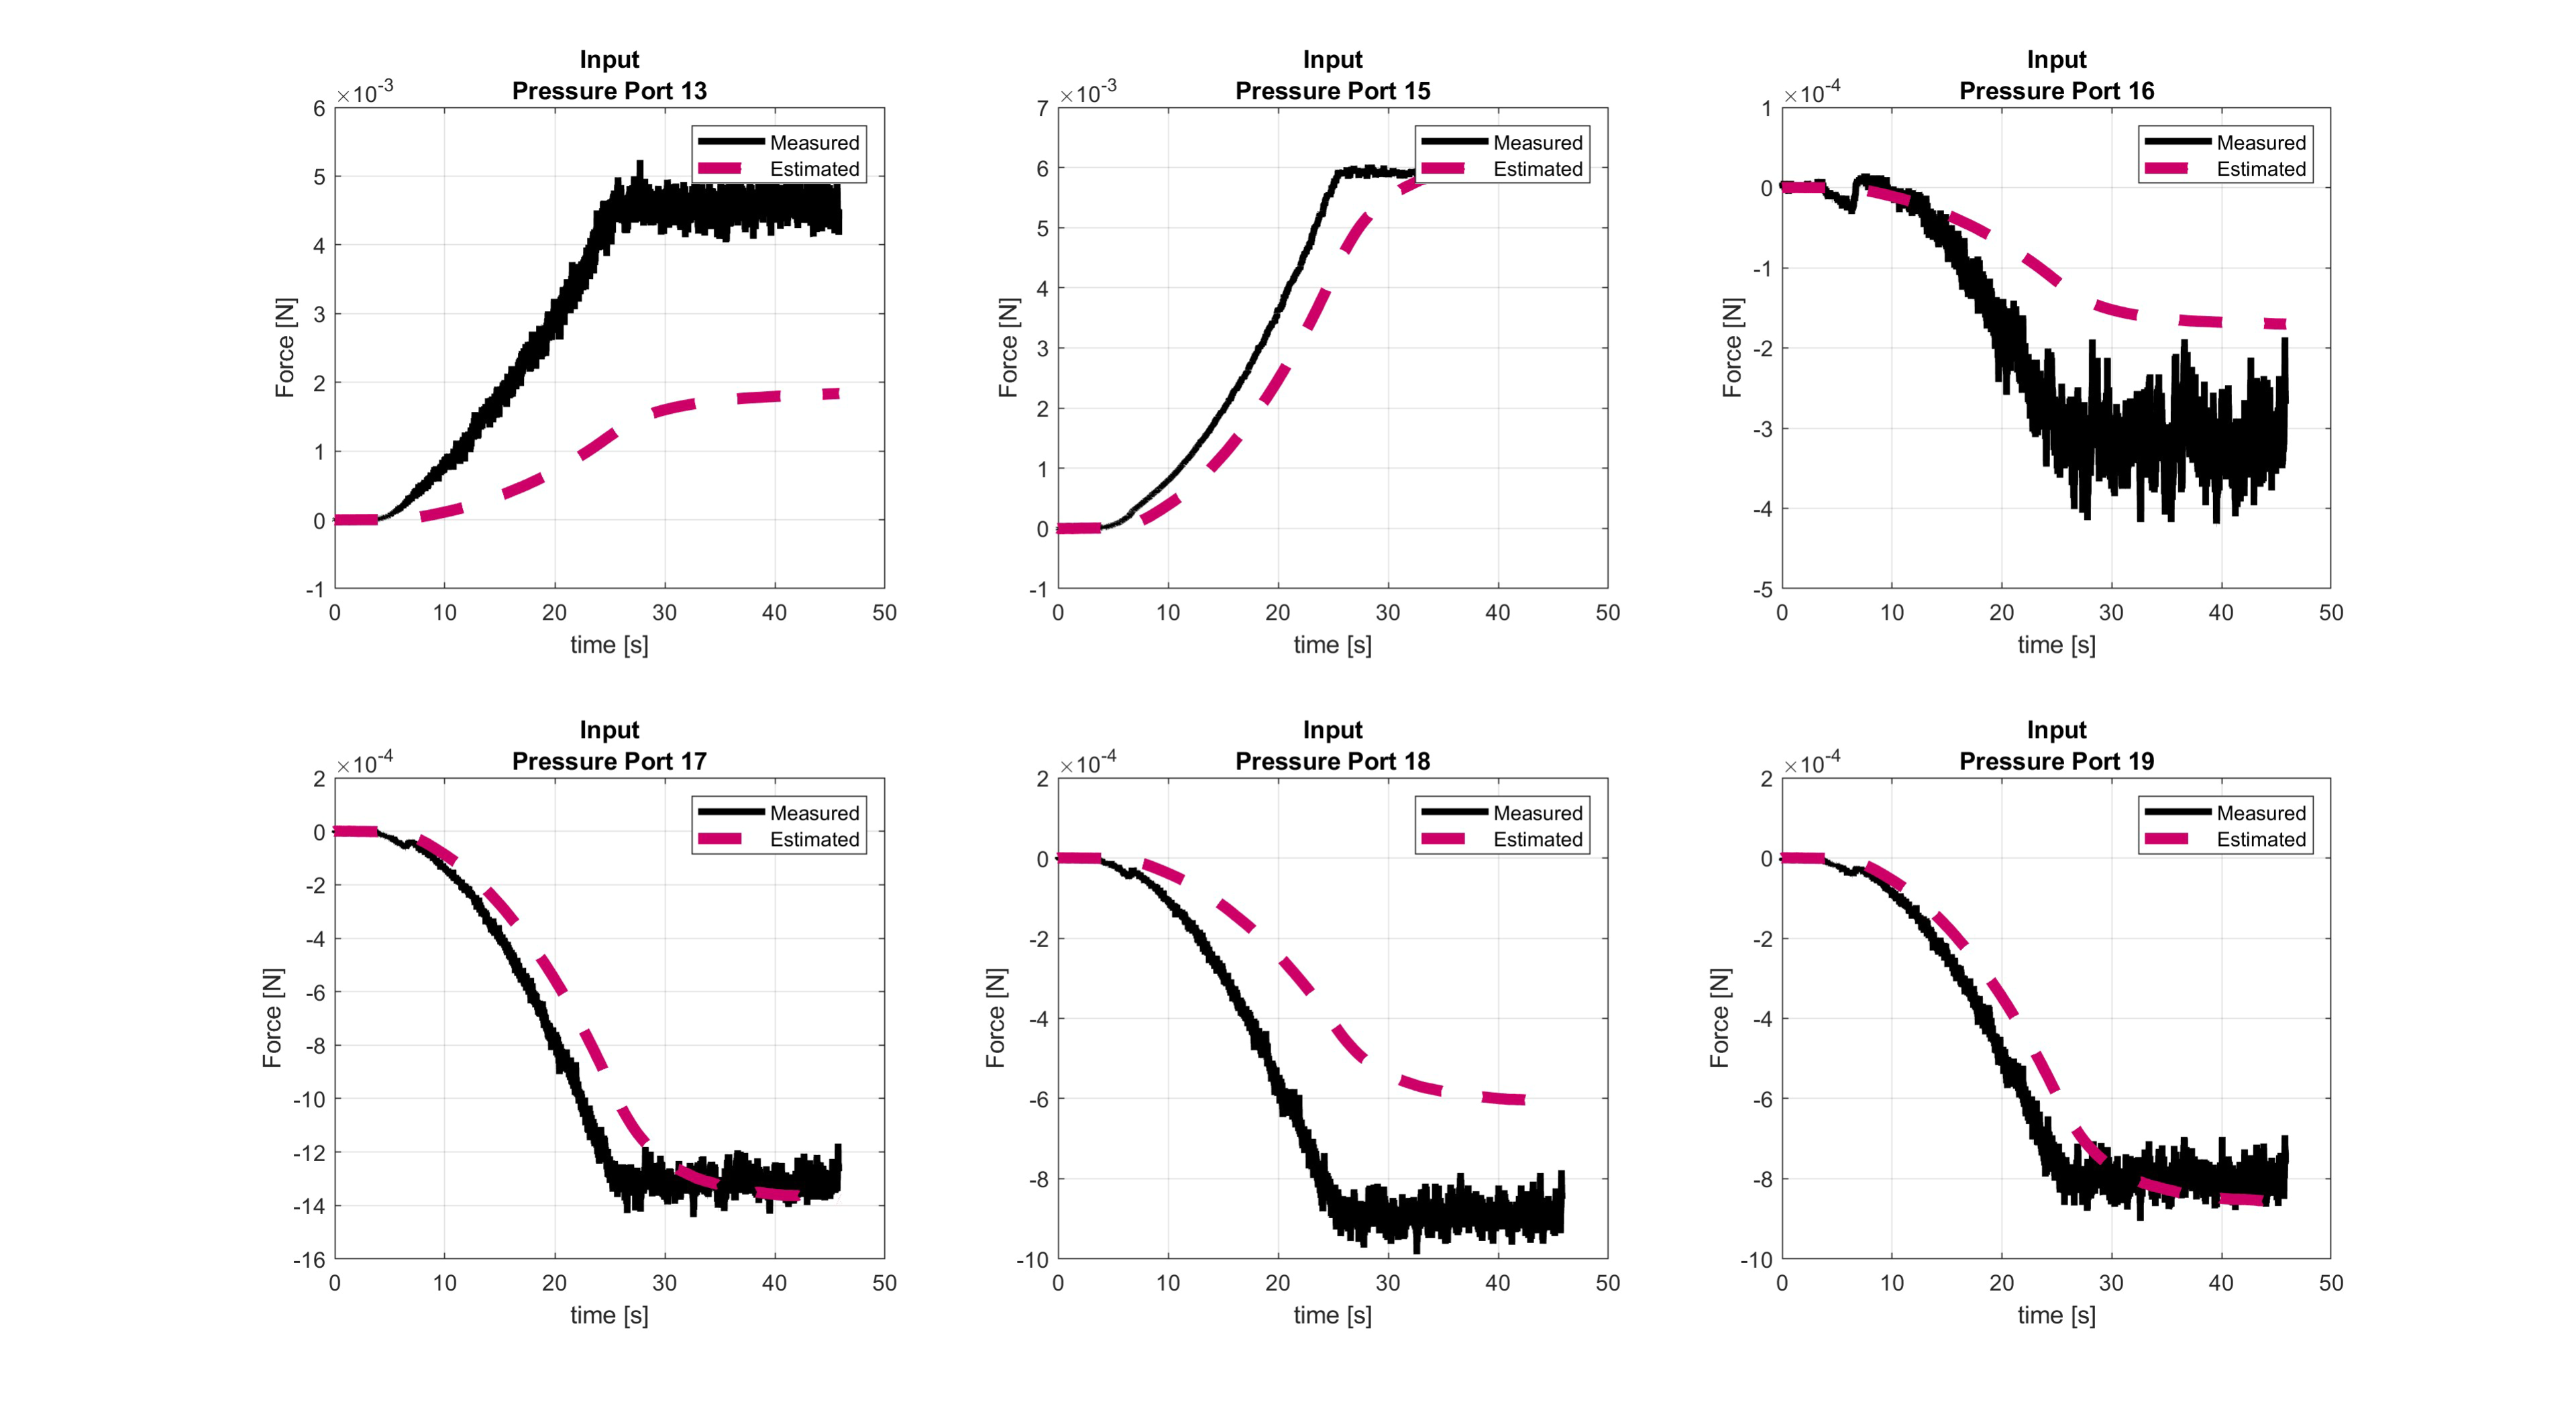 Input
Pressure Port 13
×10-3
6
5
4
3
2
1
0
-1
0 10 20 30 40 50
time [s]
Force [N]
Measured
Estimated
Input
Pressure Port 15
×10-3
7
6
5
4
3
2
1
0
-1
0 10 20 30 40 50
time [s]
Force [N]
Measured
Estimated
Input
Pressure Port 16
×10-4
1
0
-1
-2
-3
-4
-5
0 10 20 30 40 50
time [s]
Force [N]
Measured
Estimated
Input
Pressure Port 17
×10-4
2
0
-2
-4
-6
-8
-10
-12
-14
-16
0 10 20 30 40 50
time [s]
Force [N]
Measured
Estimated
Input
Pressure Port 18
×10-4
2
0
-2
-4
-6
-8
-10
0 10 20 30 40 50
time [s]
Force [N]
Measured
Estimated
Input
Pressure Port 19
×10-4
2
0
-2
-4
-6
-8
-10
0 10 20 30 40 50
time [s]
Force [N]
Measured
Estimated